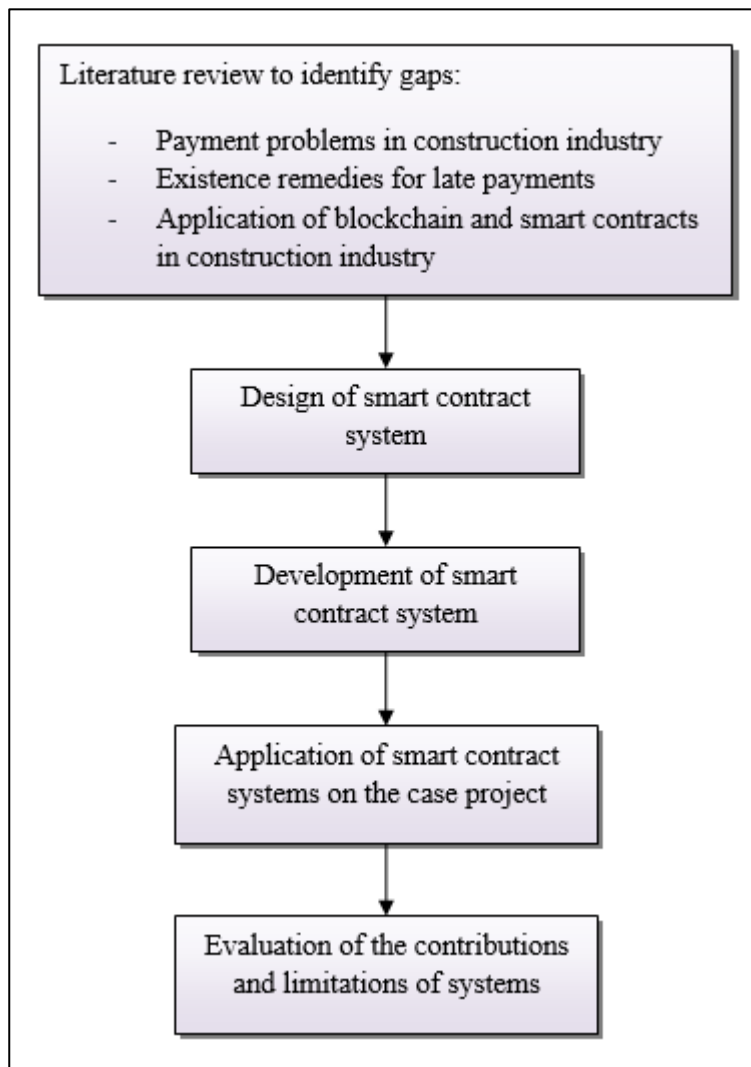 Literature review to identify gaps:
- Payment problems in construction industry
- Existence remedies for late payments
- Application of blockchain and smart contracts
in construction industry
Design of smart contract
system
Development of smart
contract system
Application of smart contract
systems on the case project
Evaluation of the contributions
and limitations of systems